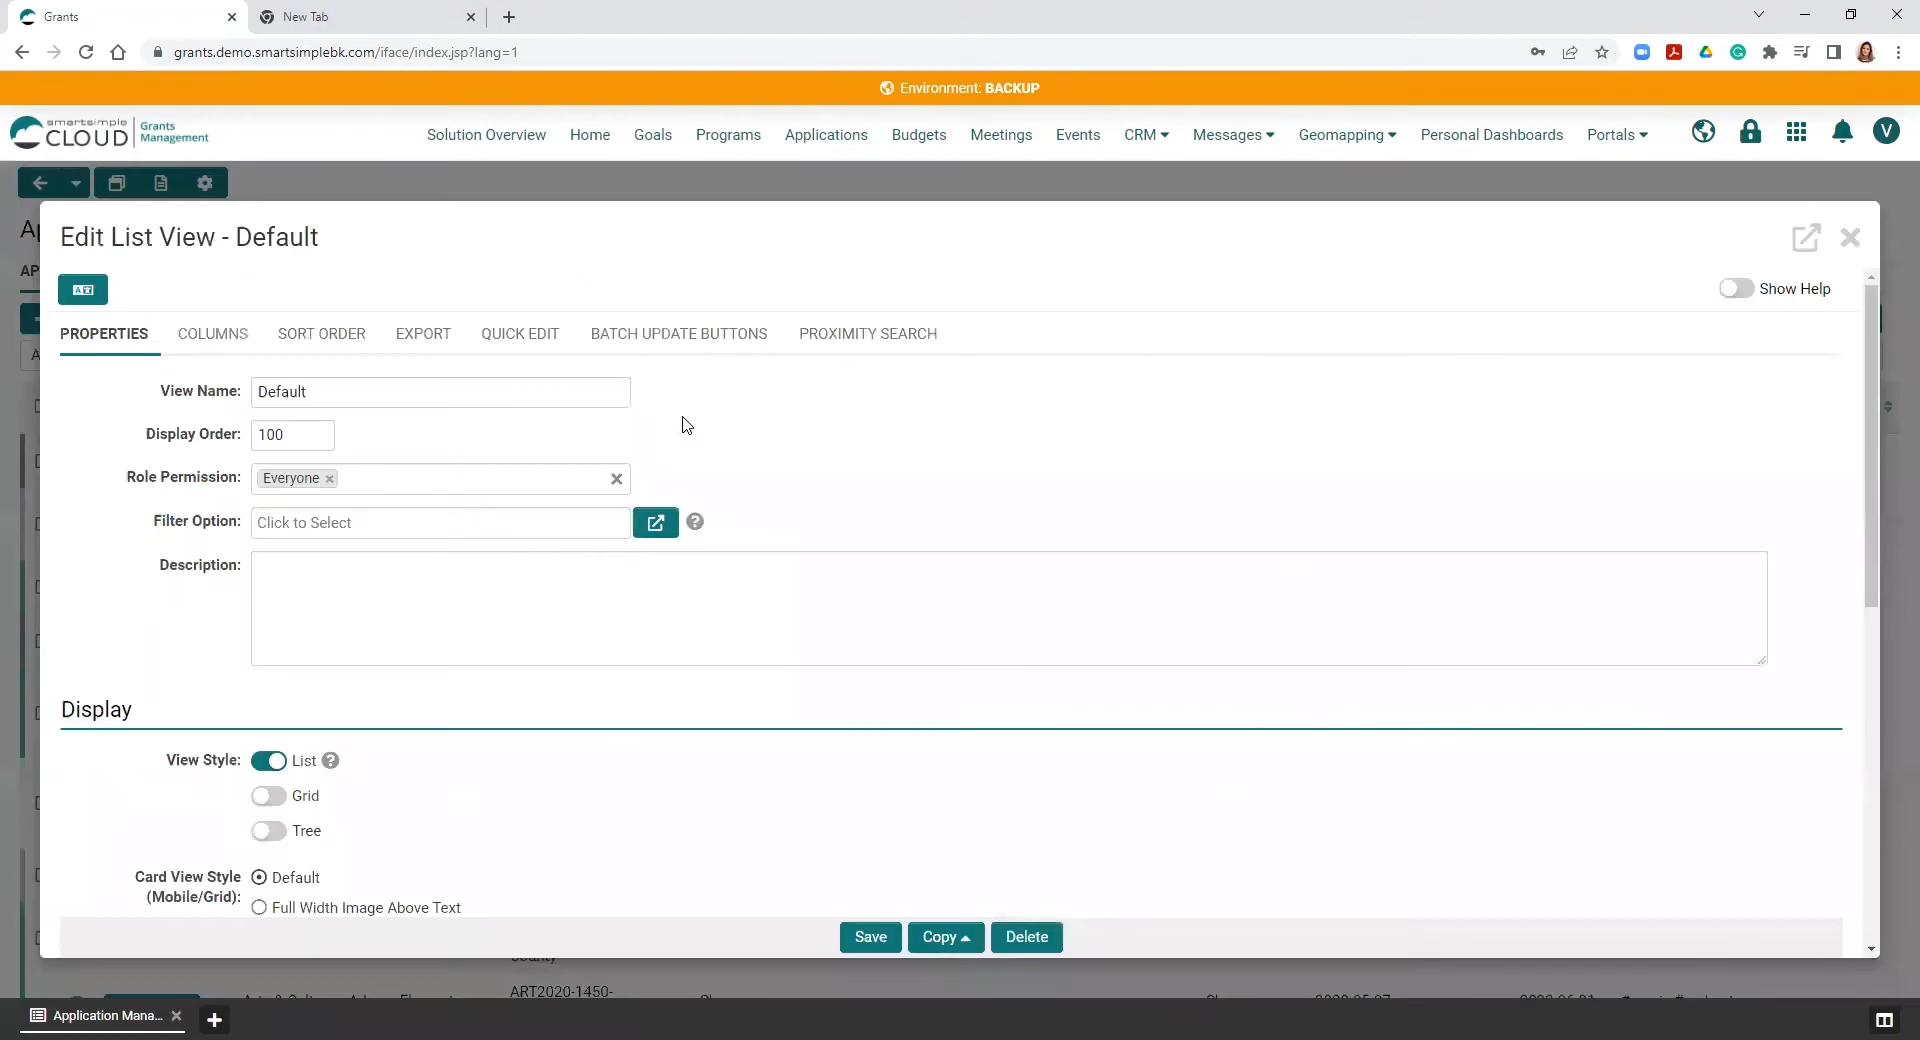 Grants
New Tab
grants.demo.smartsimplebk.com/iface/index.jsp?lang=1
Environment: BACKUP
smartsimple
CLOUD
Grants
Management
Solution Overview Home Goals Programs Applications Budgets Meetings Events CRM Messages Geomapping Personal Dashboards Portals
V
Edit List View - Default
Show Help
PROPERTIES COLUMNS SORT ORDER EXPORT QUICK EDIT BATCH UPDATE BUTTONS PROXIMITY SEARCH
View Name: Default
Display Order: 100
Role Permission: Everyone
Filter Option: Click to Select
Description:
Display
View Style: List
Grid
Tree
Card View Style (Mobile/Grid): Default
Full Width Image Above Text
Save Copy Delete
ART2020-1450-
Application Mana...